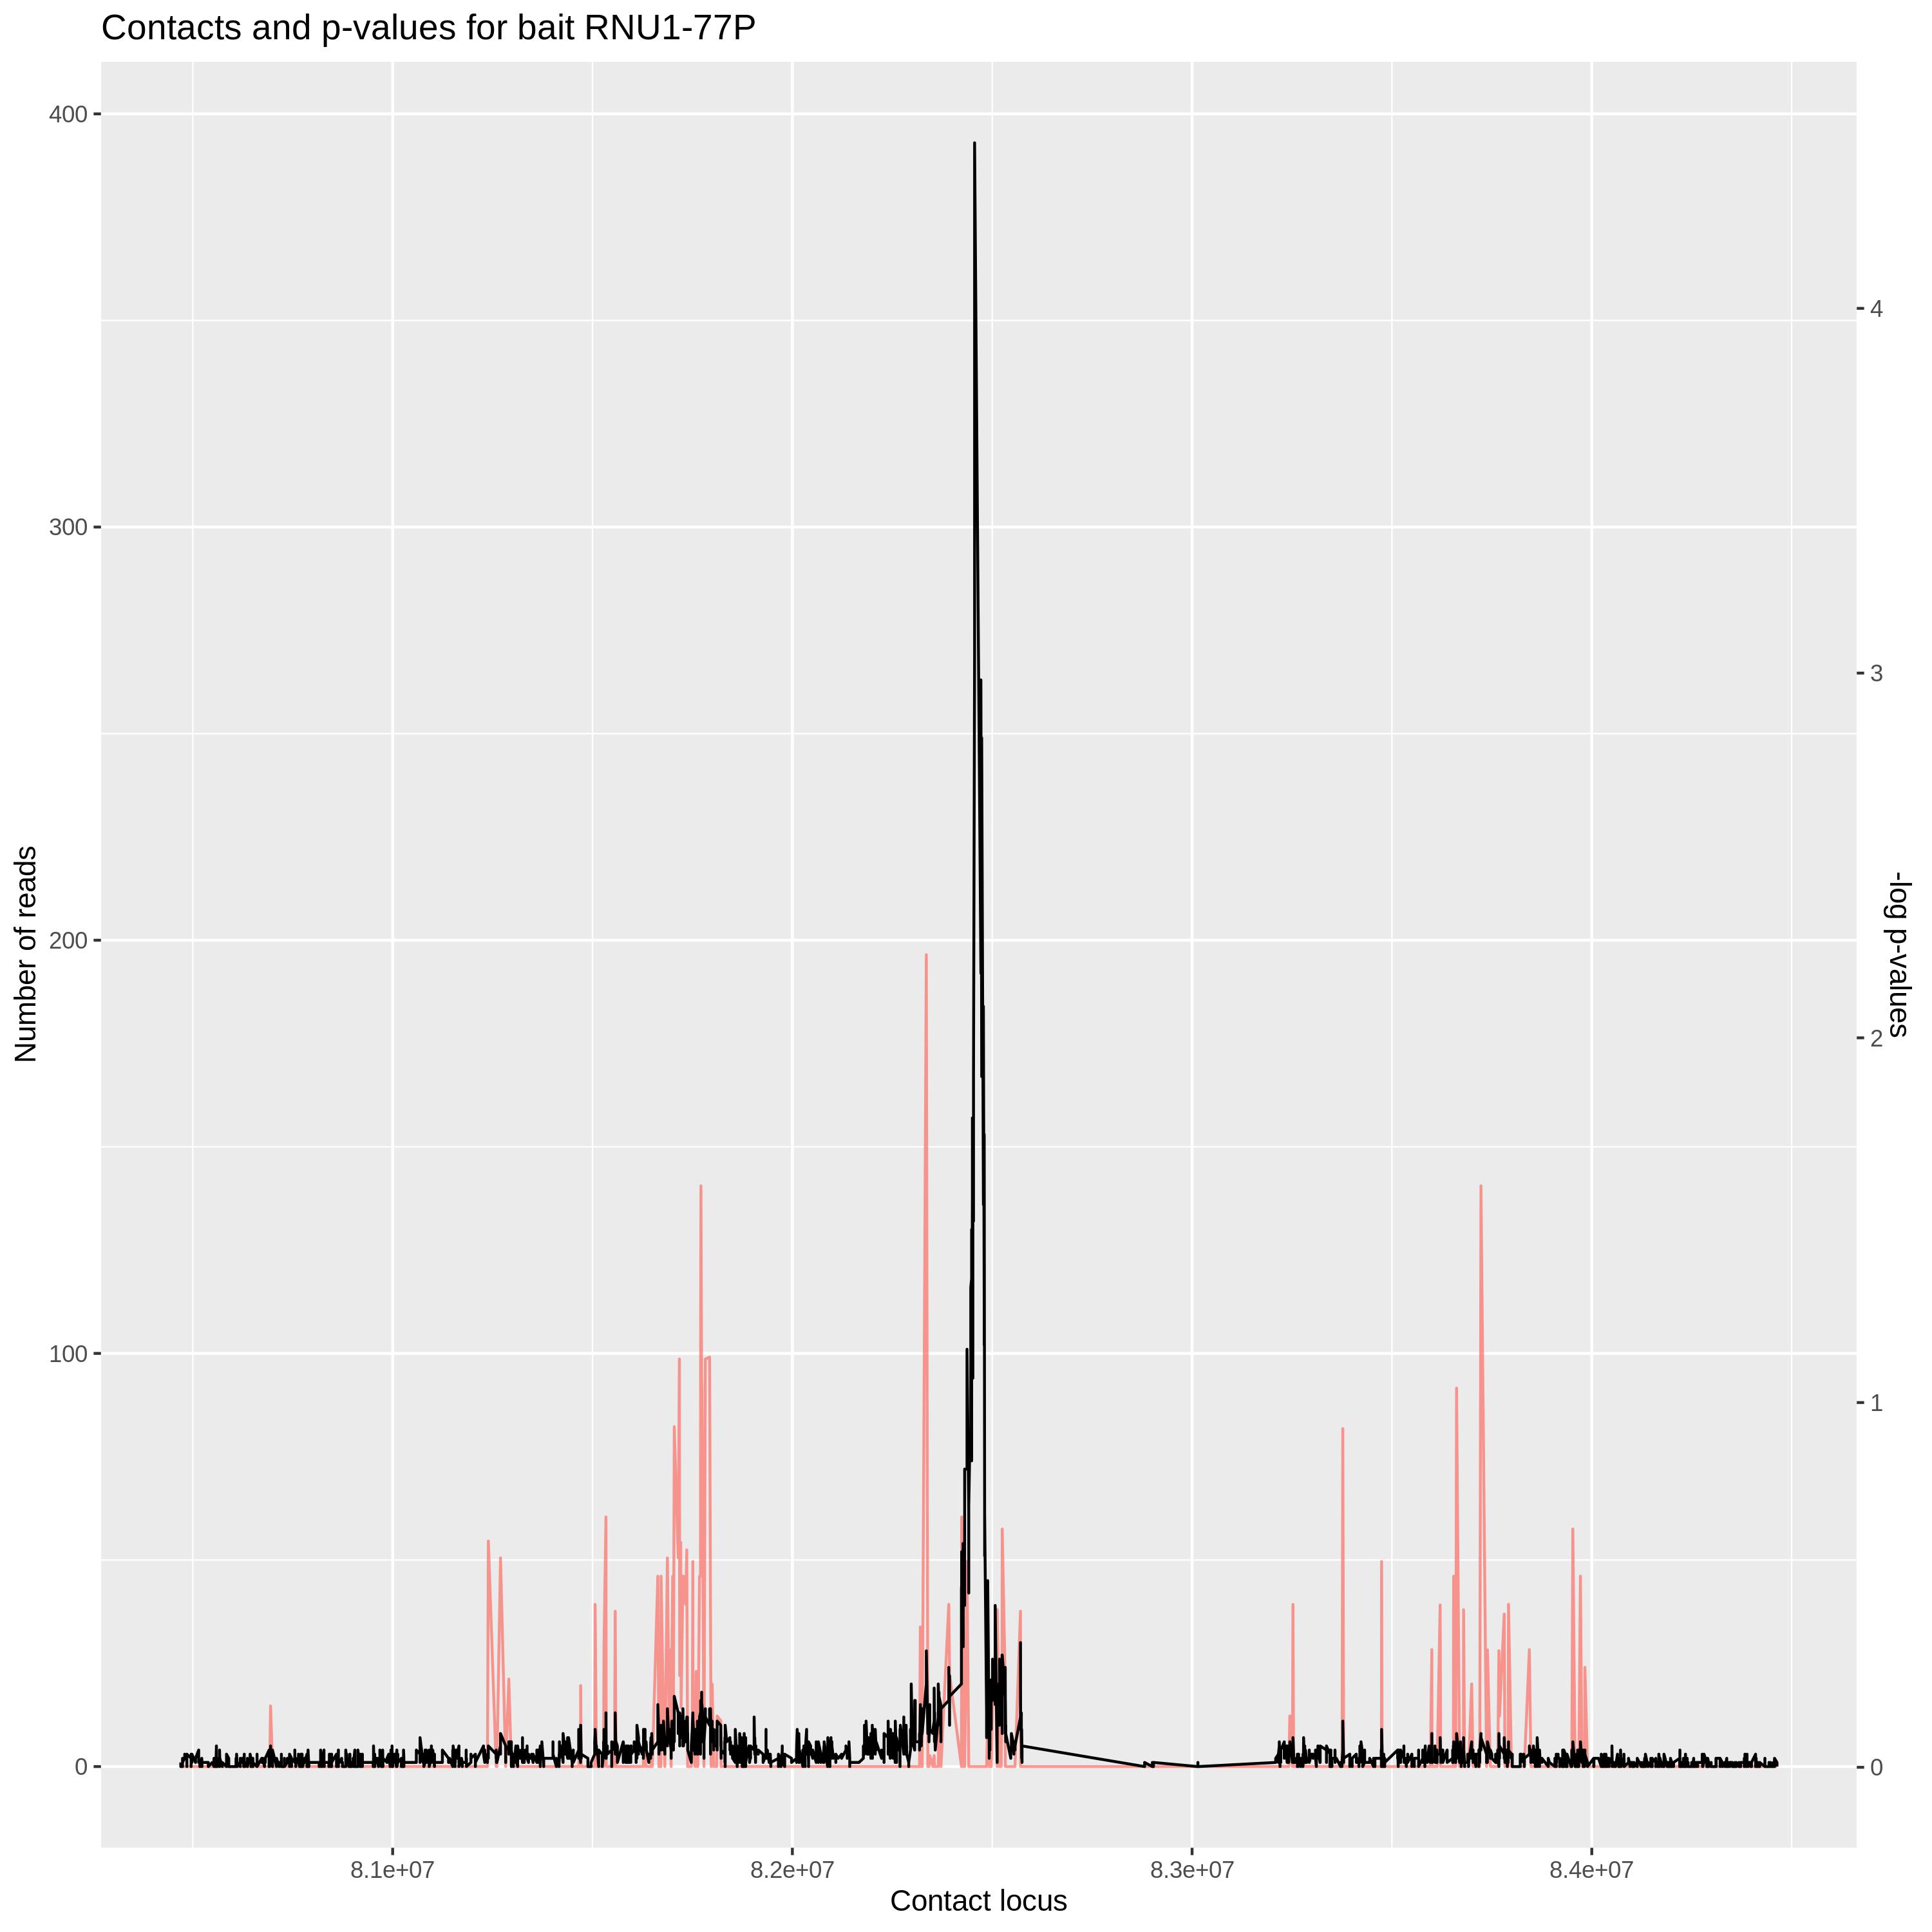 Contacts and p-values for bait RNU1-77P
400
300
200
100
0
4
3
2
1
0
Number of reads
-log p-values
8.1e+07
8.2e+07
8.3e+07
8.4e+07
Contact locus